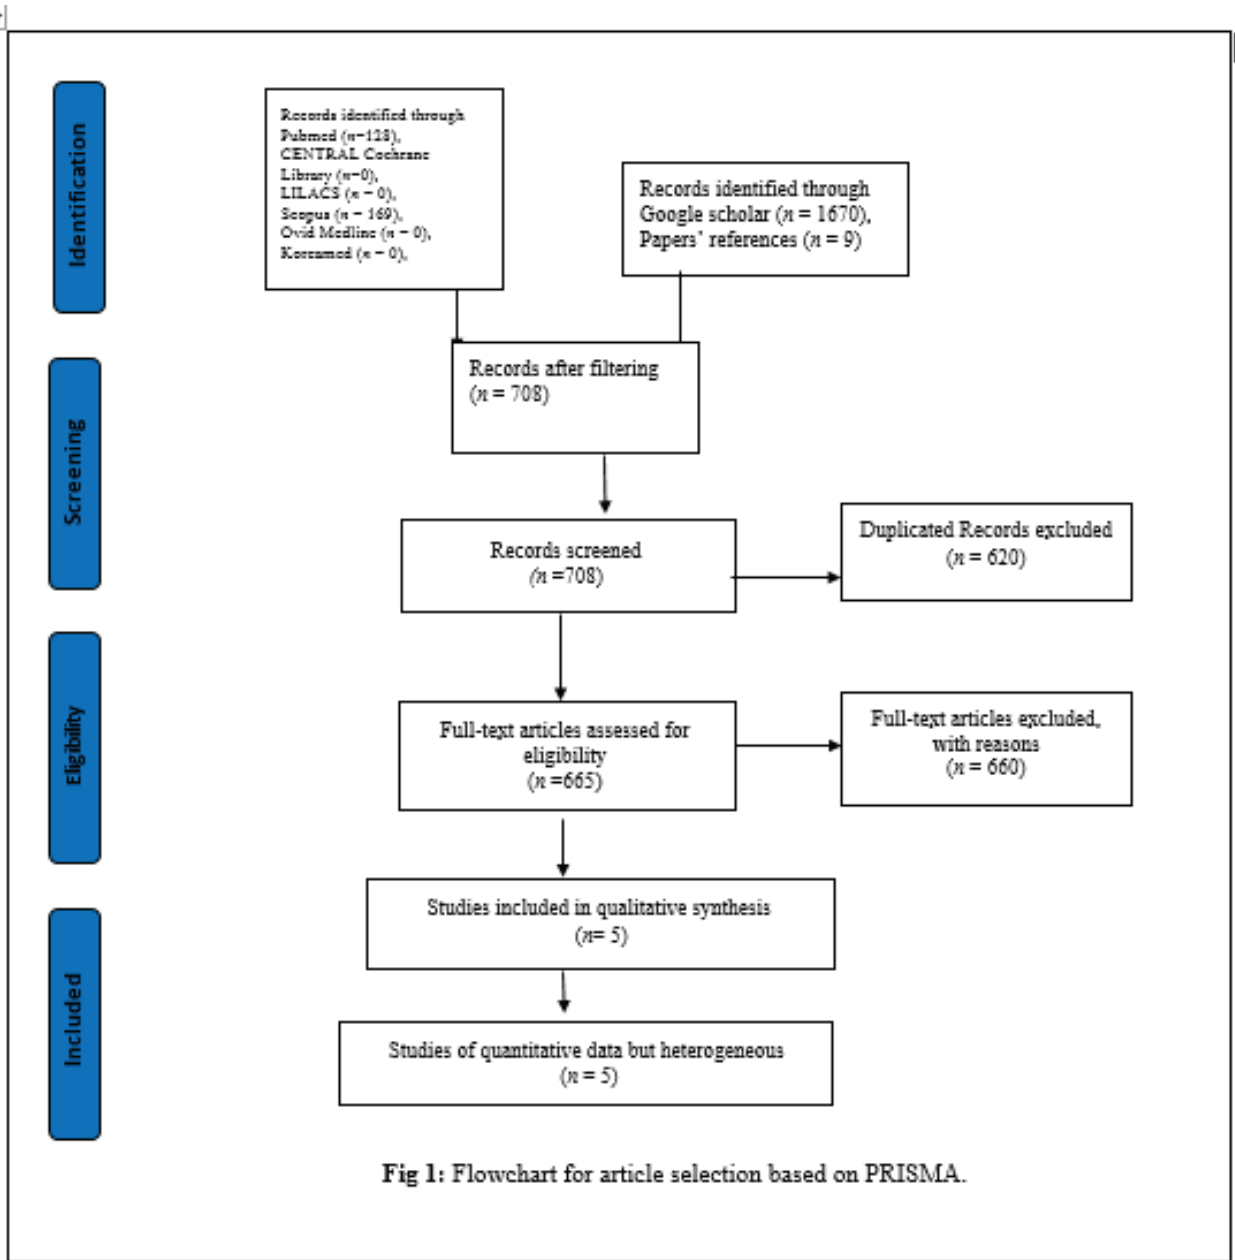 Identification
Records identified through
Pubmed (n=128),
CENTRAL Cochrane
Library (n=0),
LILACS (n = 0),
Scopus (n = 169),
Ovid Medline (n = 0),
Koreamed (n = 0),
Records identified through
Google scholar (n = 1670),
Papers' references (n = 9)
Screening
Records after filtering
(n = 708)
Records screened
(n =708)
Duplicated Records excluded
(n = 620)
Eligibility
Full-text articles assessed for
eligibility
(n =665)
Full-text articles excluded,
with reasons
(n = 660)
Included
Studies included in qualitative synthesis
(n= 5)
Studies of quantitative data but heterogeneous
(n = 5)
Fig 1: Flowchart for article selection based on PRISMA.